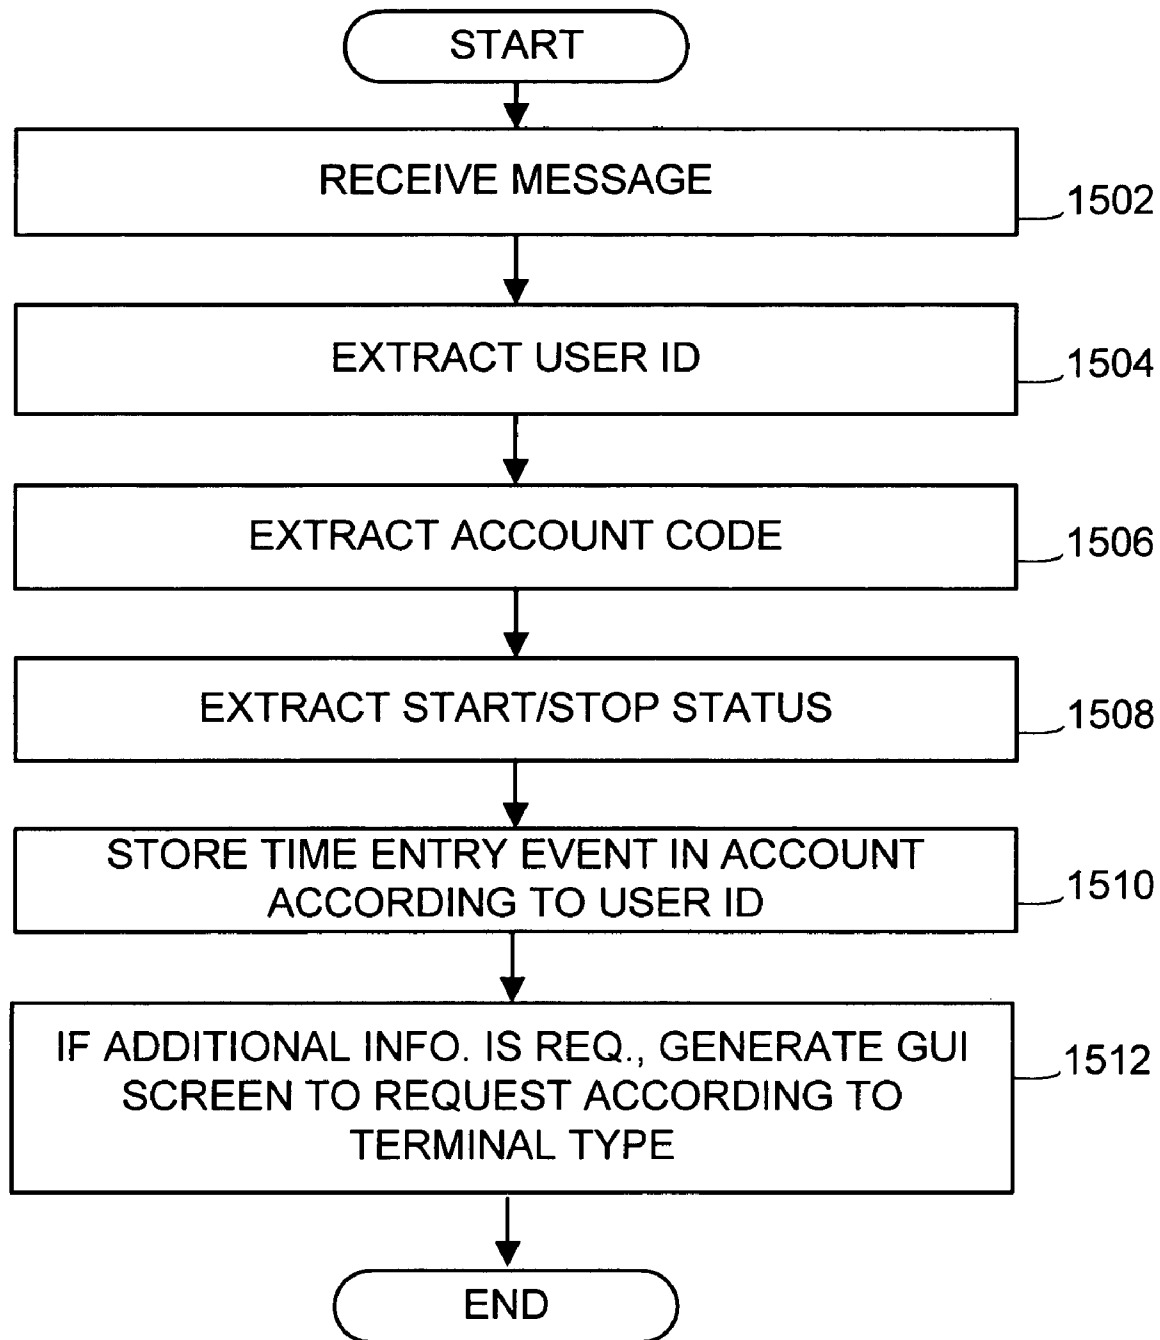 START
RECEIVE MESSAGE
1502
EXTRACT USER ID
1504
EXTRACT ACCOUNT CODE
1506
EXTRACT START/STOP STATUS
1508
STORE TIME ENTRY EVENT IN ACCOUNT
ACCORDING TO USER ID
1510
IF ADDITIONAL INFO. IS REQ., GENERATE GUI
SCREEN TO REQUEST ACCORDING TO
TERMINAL TYPE
1512
END